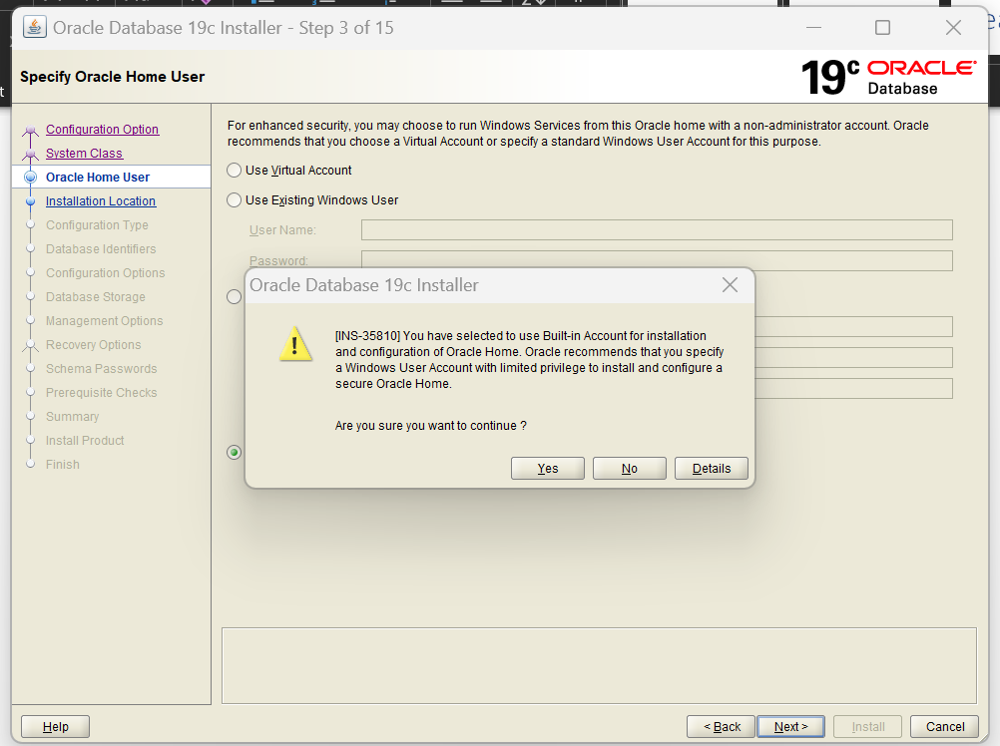 Oracle Database 19c Installer - Step 3 of 15
Specify Oracle Home User
19c ORACLE
Database
Configuration Option
System Class
Oracle Home User
Installation Location
Configuration Type
Database Identifiers
Configuration Options
Database Storage
Management Options
Recovery Options
Schema Passwords
Prerequisite Checks
Summary
Install Product
Finish
For enhanced security, you may choose to run Windows Services from this Oracle home with a non-administrator account. Oracle
recommends that you choose a Virtual Account or specify a standard Windows User Account for this purpose.
Use Virtual Account
Use Existing Windows User
User Name:
Password:
Oracle Database 19c Installer
[INS-35810] You have selected to use Built-in Account for installation
and configuration of Oracle Home. Oracle recommends that you specify
a Windows User Account with limited privilege to install and configure a
secure Oracle Home.
Are you sure you want to continue ?
Yes No Details
Help < Back Next > Install Cancel